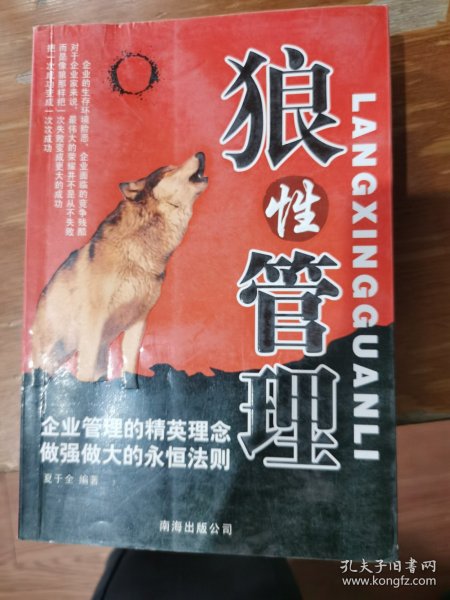 狼性管理
LANGXINGGUANLI
企业的生存环境险恶，企业面临的竞争残酷
对于企业家来说，最伟大的荣耀并不是从不失败
而是像狼那样把一次失败变成更大的成功
把一次成功变成一次次成功
企业管理的精英理念
做强做大的永恒法则
夏于全 编著
南海出版公司
孔夫子旧书网
www.kongfz.com